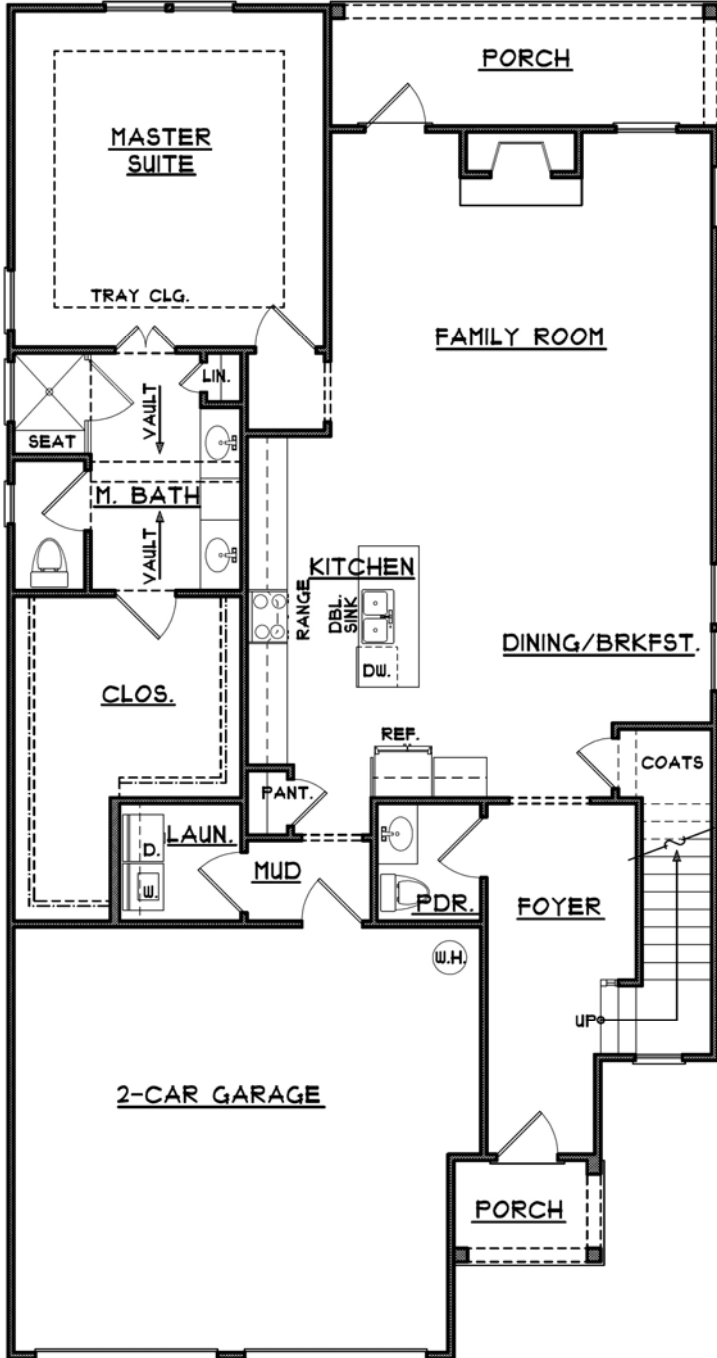 PORCH
MASTER
SUITE
TRAY CLG.
FAMILY ROOM
LIN.
VAULT
SEAT
M. BATH
VAULT
KITCHEN
RANGE
DBL.
SINK
DW.
DINING/BRKFST.
CLOS.
REF.
COATS
PANT.
LAUN.
D.
W.
MUD
PDR.
FOYER
W.H.
UP
2-CAR GARAGE
PORCH